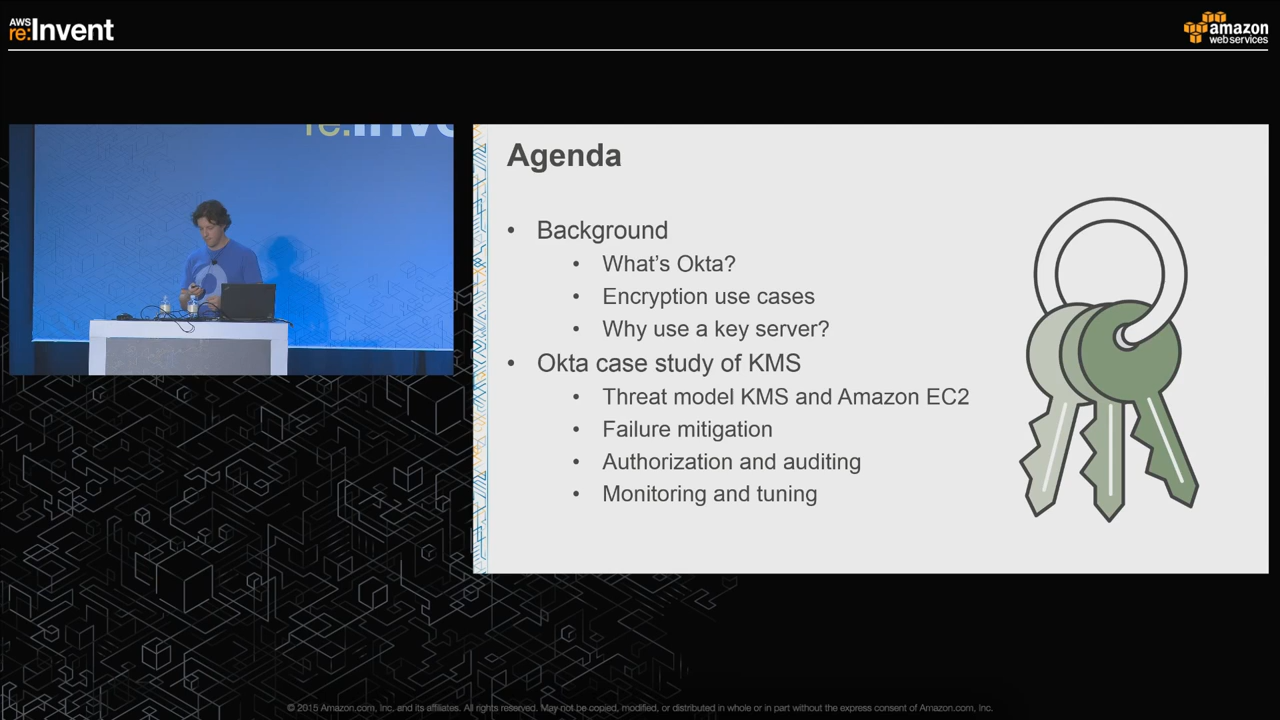 AWS
re:Invent
amazon
web services
Agenda
• Background
• What's Okta?
• Encryption use cases
• Why use a key server?
• Okta case study of KMS
• Threat model KMS and Amazon EC2
• Failure mitigation
• Authorization and auditing
• Monitoring and tuning
© 2015 Amazon.com, Inc. and its affiliates. All rights reserved. May not be copied, modified, or distributed in whole or in part without the express consent of Amazon.com, Inc.